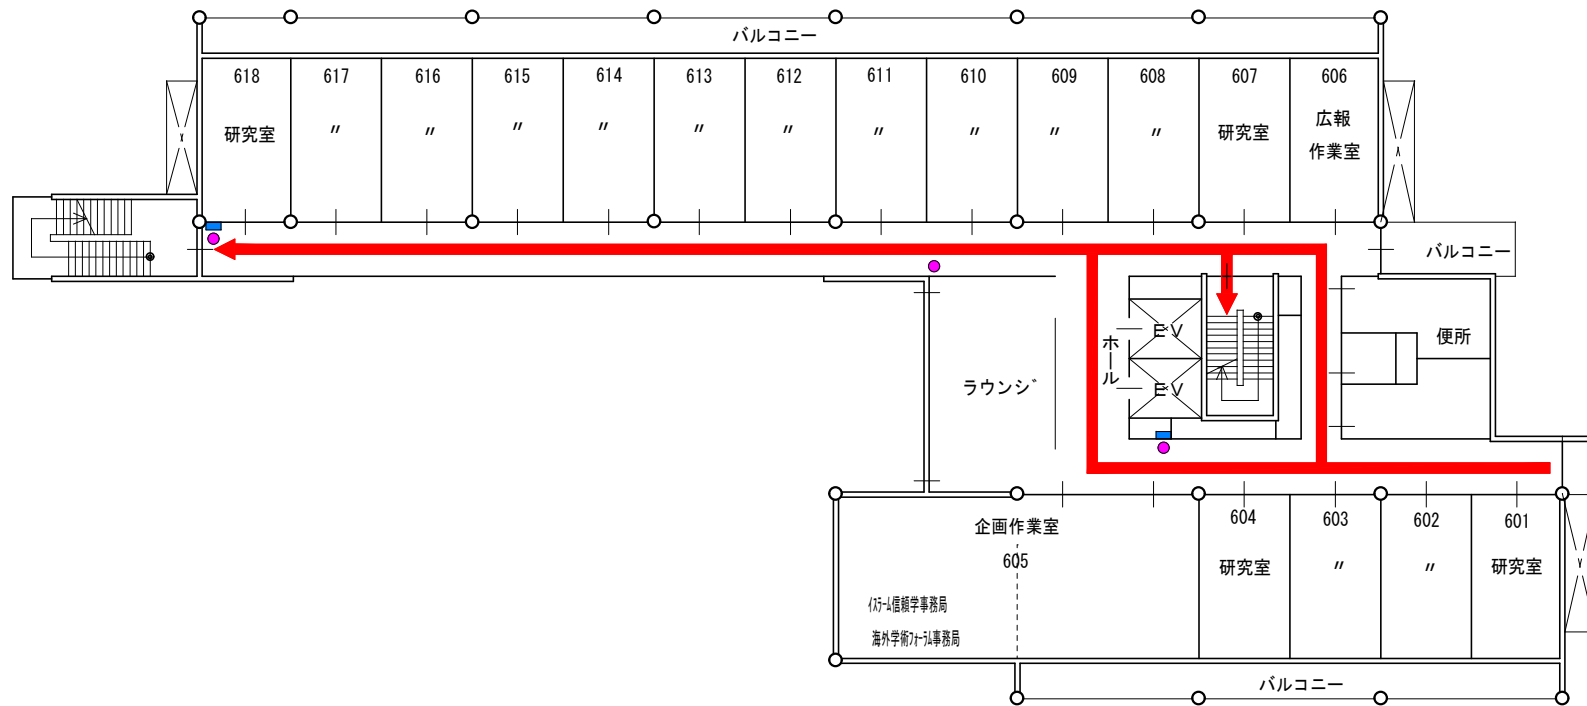 バルコニー
618 617 616 615 614 613 612 611 610 609 608 607 606
研究室 〃 〃 〃 〃 〃 〃 〃 〃 〃 〃 研究室 広報
作業室
バルコニー
EV
便所
ホール
ラウンジ
EV
企画作業室 604 603 602 601
605
研究室 〃 〃 研究室
イスラーム信頼学事務局
海外学術フォーラム事務局
バルコニー